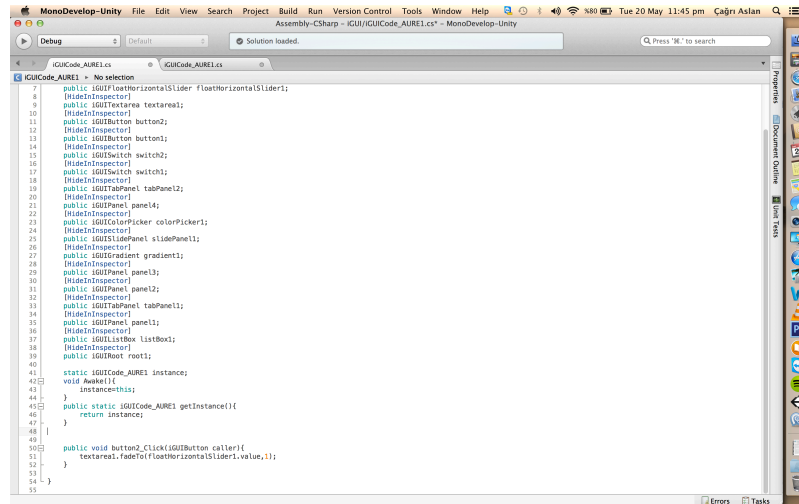 MonoDevelop-Unity File Edit View Search Project Build Run Version Control Tools Window Help %80 Tue 20 May 11:45 pm Çağrı Aslan
Assembly-CSharp - iGUI/iGUICode_AURE1.cs* - MonoDevelop-Unity
Debug Default Solution loaded. Press '⌘.' to search
iGUICode_AURE1.cs iGUICode_AURE1.cs
iGUICode_AURE1 No selection
7 public iGUIFloatHorizontalSlider floatHorizontalSlider1;
8 [HideInInspector]
9 public iGUITextarea textarea1;
10 [HideInInspector]
11 public iGUIButton button2;
12 [HideInInspector]
13 public iGUIButton button1;
14 [HideInInspector]
15 public iGUISwitch switch2;
16 [HideInInspector]
17 public iGUISwitch switch1;
18 [HideInInspector]
19 public iGUITabPanel tabPanel2;
20 [HideInInspector]
21 public iGUIPanel panel4;
22 [HideInInspector]
23 public iGUIColorPicker colorPicker1;
24 [HideInInspector]
25 public iGUISlidePanel slidePanel1;
26 [HideInInspector]
27 public iGUIGradient gradient1;
28 [HideInInspector]
29 public iGUIPanel panel3;
30 [HideInInspector]
31 public iGUIPanel panel2;
32 [HideInInspector]
33 public iGUITabPanel tabPanel1;
34 [HideInInspector]
35 public iGUIPanel panel1;
36 [HideInInspector]
37 public iGUIListBox listBox1;
38 [HideInInspector]
39 public iGUIRoot root1;
40
41 static iGUICode_AURE1 instance;
42 void Awake(){
43 instance=this;
44 }
45 public static iGUICode_AURE1 getInstance(){
46 return instance;
47 }
48
49
50 public void button2_Click(iGUIButton caller){
51 textarea1.fadeTo(floatHorizontalSlider1.value,1);
52 }
53
54 }
55
Properties
Document Outline
Unit Tests
Errors Tasks